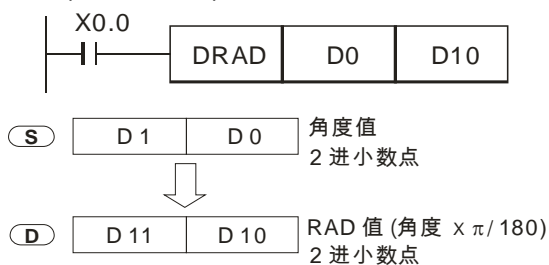 X0.0
DRAD D0 D10
S D 1 D 0 角度值
2 进小数点
D D 11 D 10 RAD 值 (角度 x π/ 180)
2 进小数点